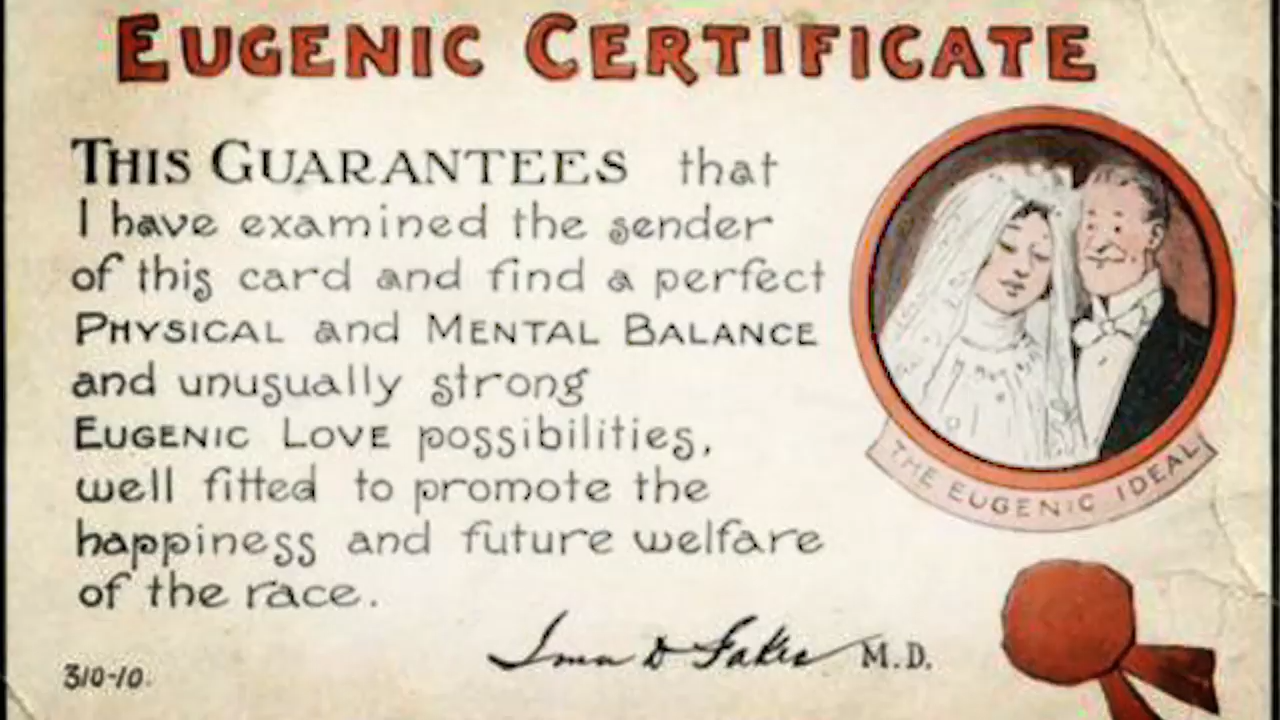 EUGENIC CERTIFICATE
THIS GUARANTEES that
I have examined the sender
of this card and find a perfect
PHYSICAL and MENTAL BALANCE
and unusually strong
EUGENIC LOVE possibilities,
well fitted to promote the
happiness and future welfare
of the race.
THE EUGENIC IDEAL
Inma D Fakes M.D.
310-10.